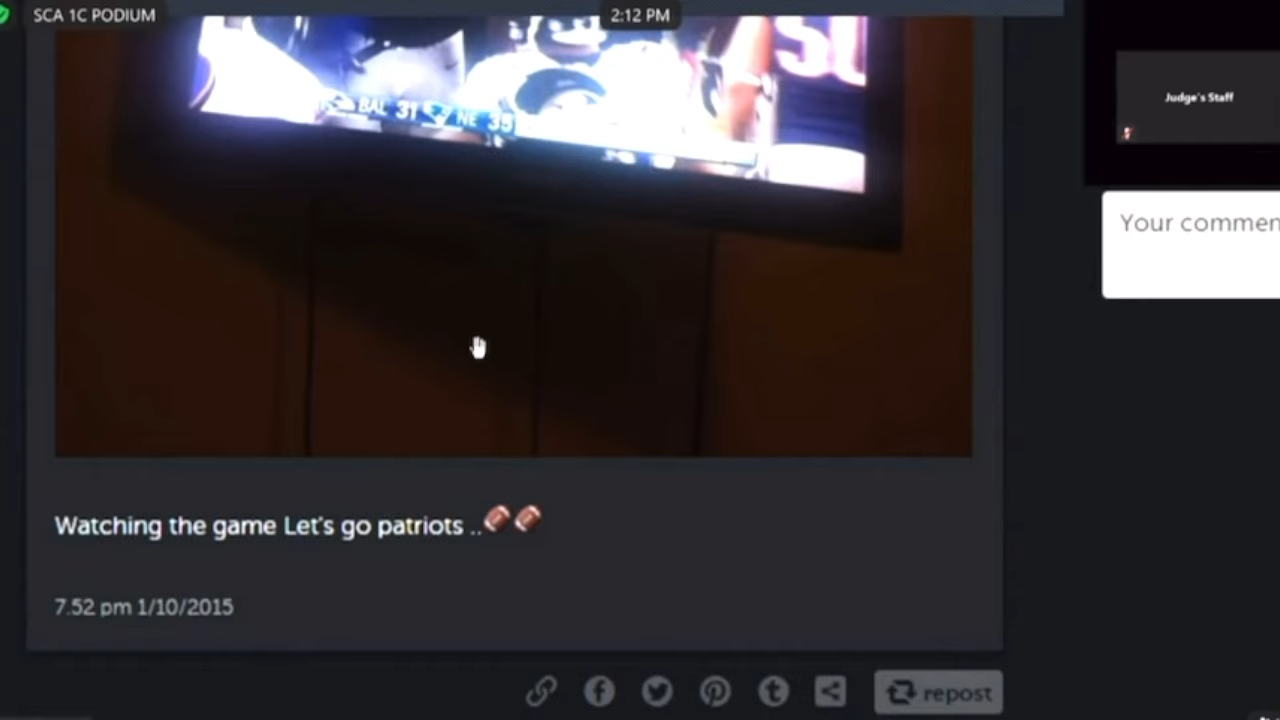 SCA 1C PODIUM
2:12 PM
BAL 31 NE 35
Judge's Staff
Your commen
Watching the game Let's go patriots ..🏈🏈
7.52 pm 1/10/2015
repost